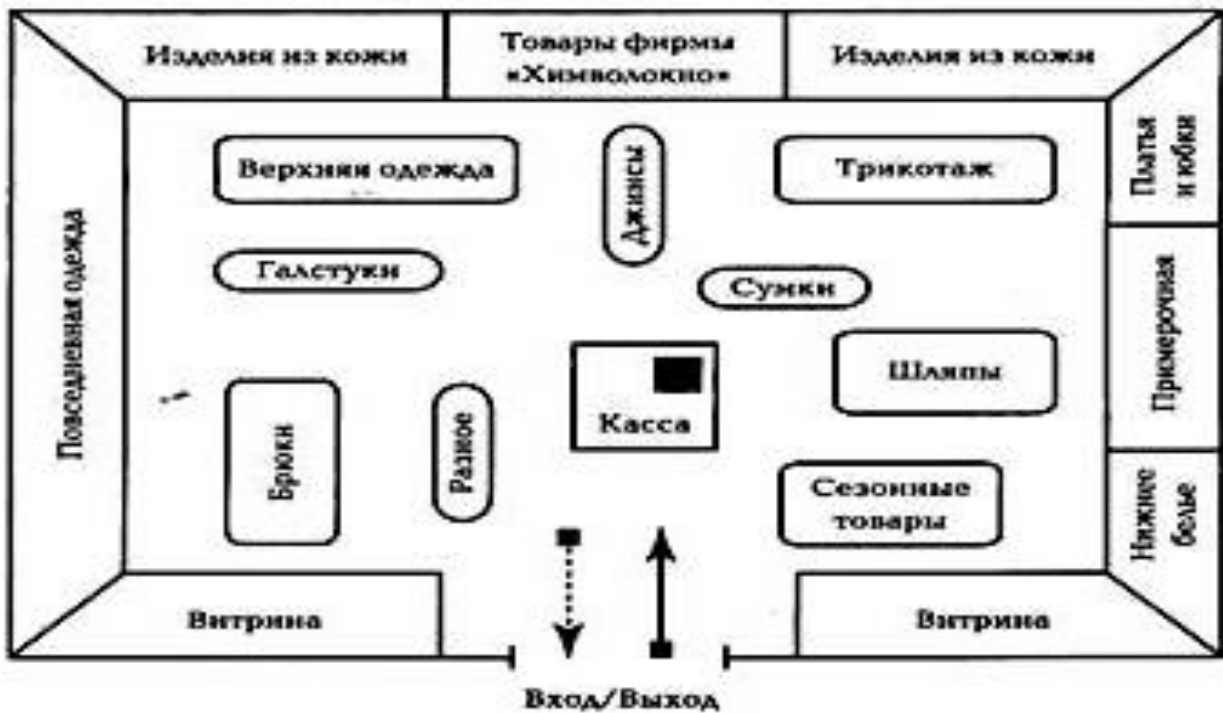 Изделия из кожи
Товары фирмы
«Химволокно»
Изделия из кожи
Платья
и юбки
Верхняя одежда
Джинсы
Трикотаж
Повседневная одежда
Галстуки
Сумки
Примерочная
Шляпы
Брюки
Разное
Касса
Сезонные
товары
Нижнее
белье
Витрина
Витрина
Вход/Выход